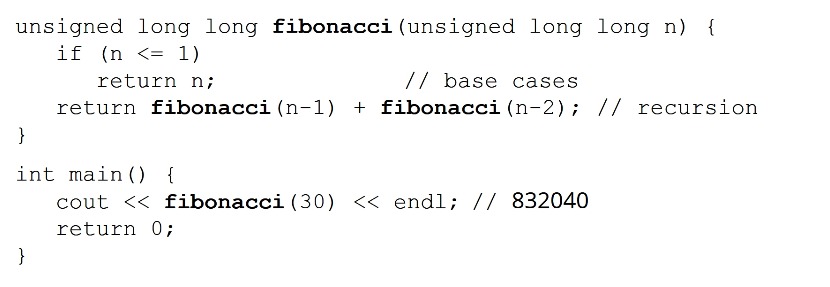 unsigned long long fibonacci(unsigned long long n) {
if (n <= 1)
return n; // base cases
return fibonacci(n-1) + fibonacci(n-2); // recursion
}
int main() {
cout << fibonacci(30) << endl; // 832040
return 0;
}